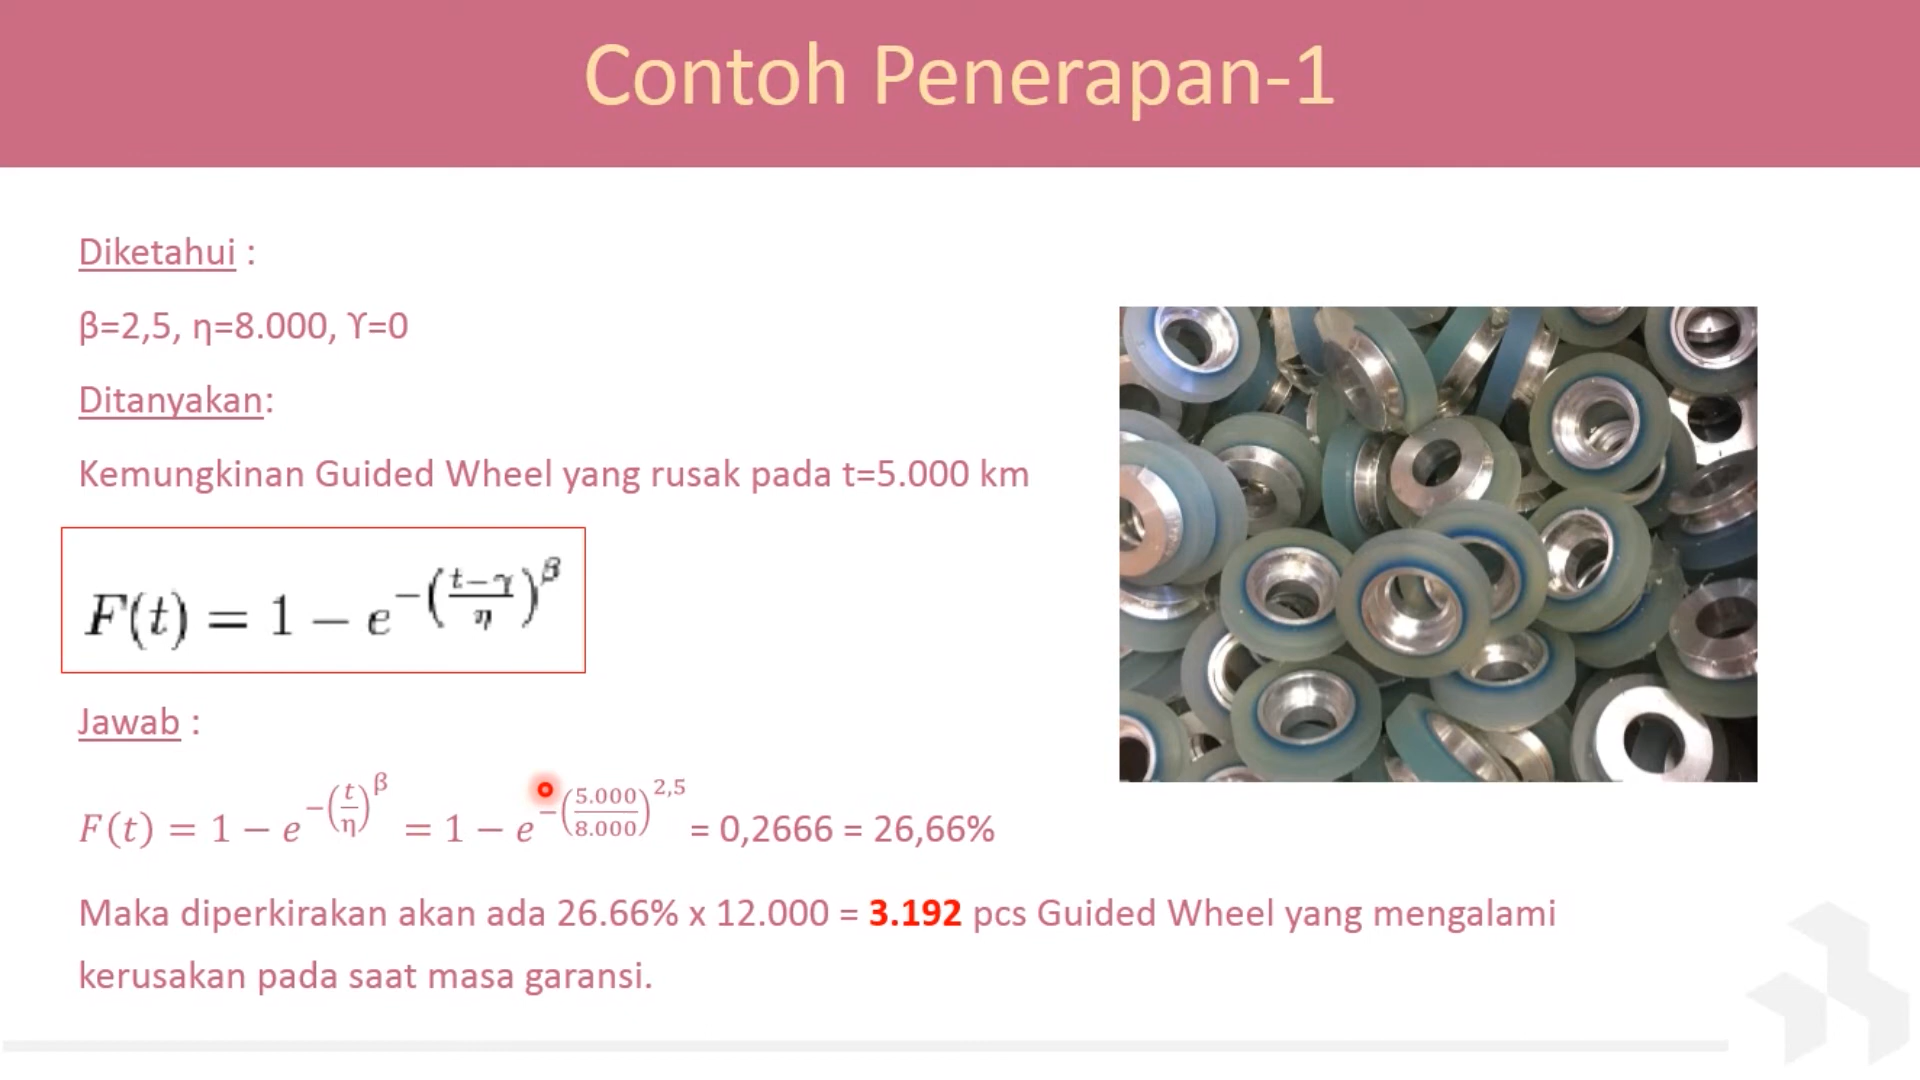 Contoh Penerapan-1
Diketahui :
β=2,5, η=8.000, ϒ=0
Ditanyakan:
Kemungkinan Guided Wheel yang rusak pada t=5.000 km
F(t) = 1 − e^−((t−γ)/η)^β
Jawab :
F(t) = 1 − e^−(t/η)^β = 1 − e^−(5.000/8.000)^2,5 = 0,2666 = 26,66%
Maka diperkirakan akan ada 26.66% x 12.000 = 3.192 pcs Guided Wheel yang mengalami
kerusakan pada saat masa garansi.